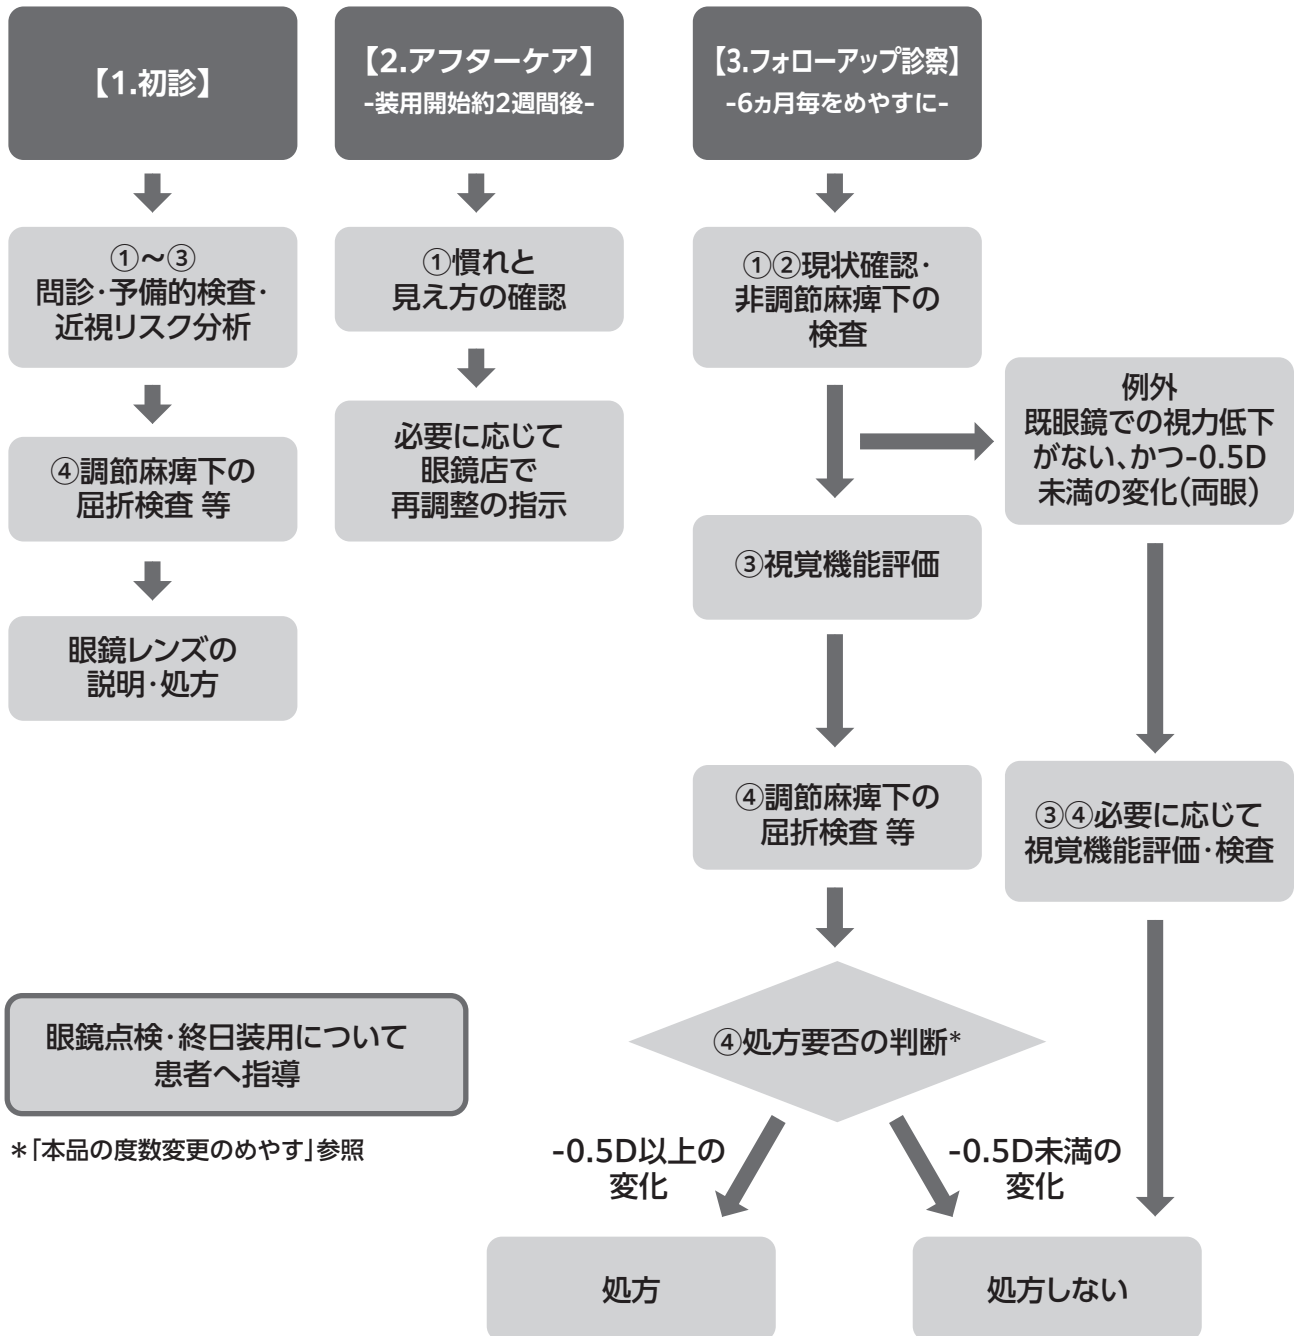 【1.初診】
①～③
問診・予備的検査・
近視リスク分析
④調節麻痺下の
屈折検査 等
眼鏡レンズの
説明・処方
【2.アフターケア】
-装用開始約2週間後-
①慣れと
見え方の確認
必要に応じて
眼鏡店で
再調整の指示
【3.フォローアップ診察】
-6ヵ月毎をめやすに-
①②現状確認・
非調節麻痺下の
検査
例外
既眼鏡での視力低下
がない、かつ-0.5D
未満の変化(両眼)
③視覚機能評価
④調節麻痺下の
屈折検査 等
③④必要に応じて
視覚機能評価・検査
④処方要否の判断*
-0.5D以上の
変化
-0.5D未満の
変化
処方
処方しない
眼鏡点検・終日装用について
患者へ指導
*「本品の度数変更のめやす」参照